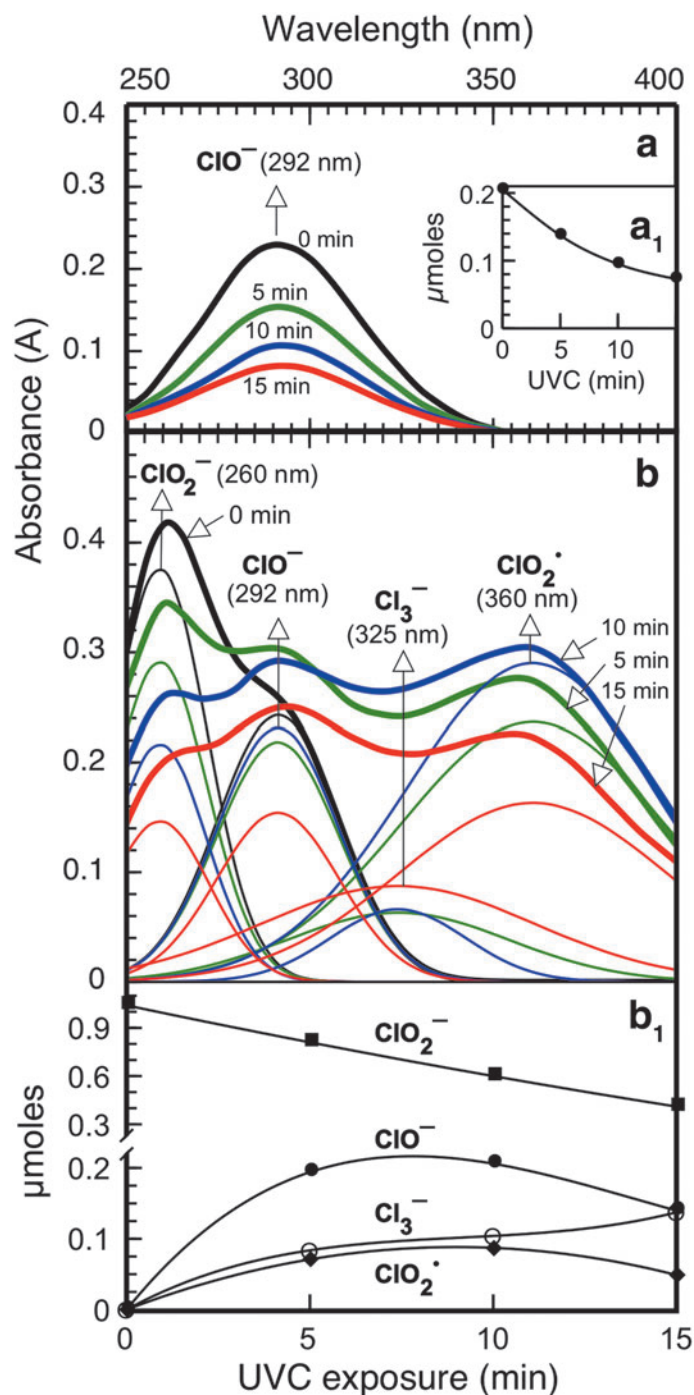 Wavelength (nm)
250 300 350 400
0.4
0.3
0.2
0.1
0
a
ClO⁻ (292 nm)
0 min
5 min
10 min
15 min
a₁
µmoles
0.2
0.1
0
0 5 10
UVC (min)
Absorbance (A)
b
ClO₂⁻ (260 nm)
0 min
ClO⁻
(292 nm)
Cl₃⁻
(325 nm)
ClO₂•
(360 nm)
10 min
5 min
15 min
0.4
0.3
0.2
0.1
0
b₁
µmoles
0.9
0.6
0.3
0.2
0.1
0
ClO₂⁻
ClO⁻
Cl₃⁻
ClO₂•
0 5 10 15
UVC exposure (min)